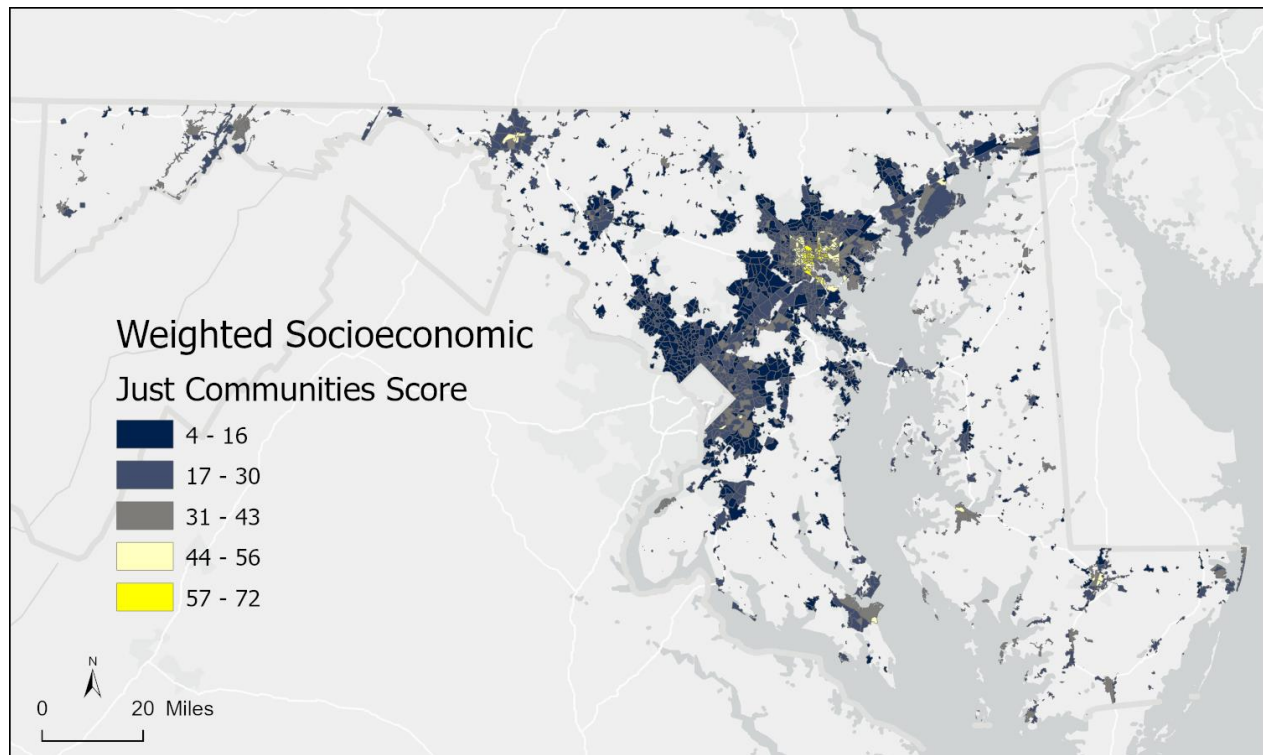 Weighted Socioeconomic
Just Communities Score
4 - 16
17 - 30
31 - 43
44 - 56
57 - 72
N
0 20 Miles